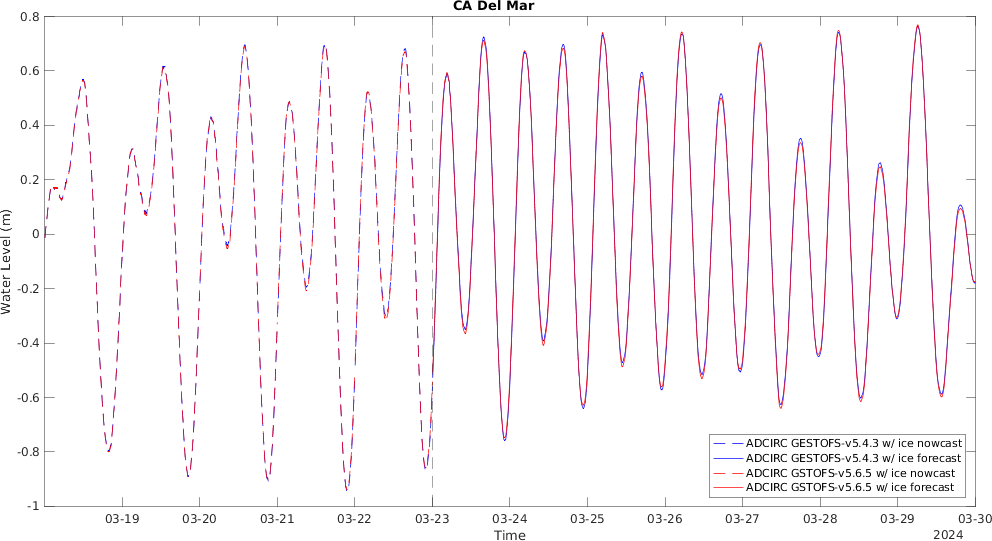 CA Del Mar
0.8
0.6
0.4
0.2
0
-0.2
-0.4
-0.6
-0.8
-1
Water Level (m)
03-19 03-20 03-21 03-22 03-23 03-24 03-25 03-26 03-27 03-28 03-29 03-30
Time
2024
ADCIRC GESTOFS-v5.4.3 w/ ice nowcast
ADCIRC GESTOFS-v5.4.3 w/ ice forecast
ADCIRC GSTOFS-v5.6.5 w/ ice nowcast
ADCIRC GSTOFS-v5.6.5 w/ ice forecast